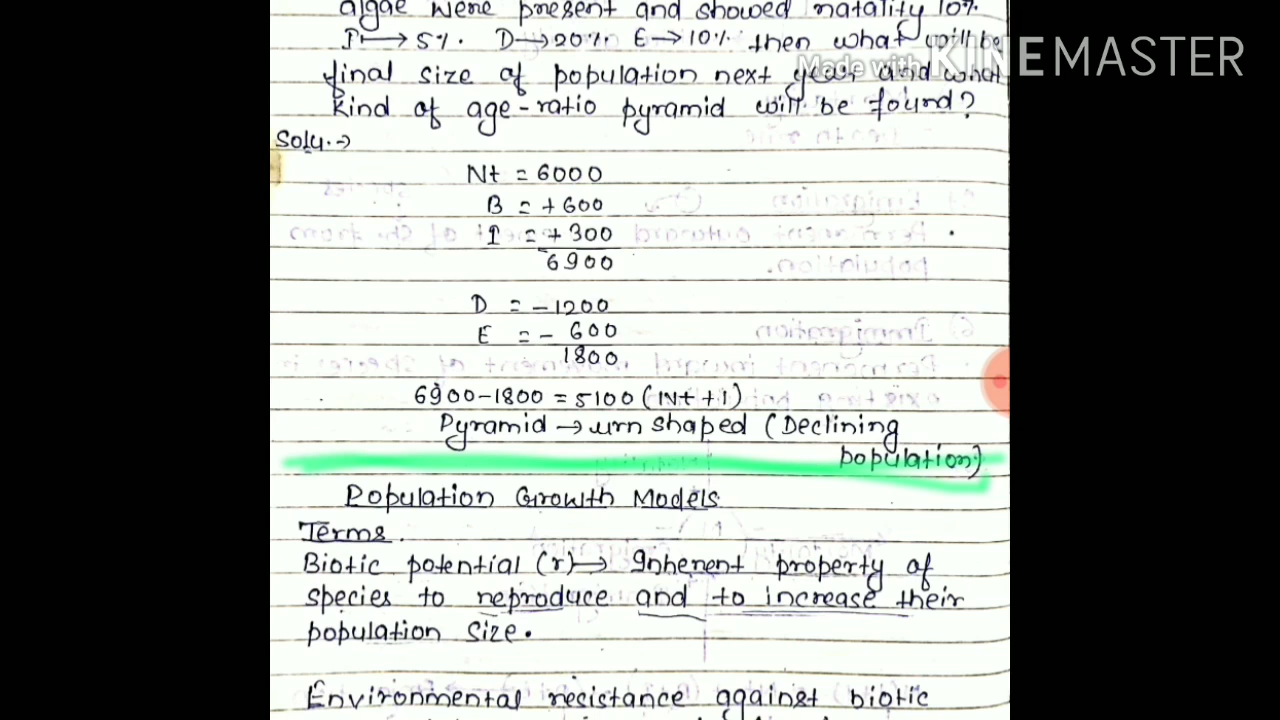 algae were present and showed natality 10%.
I → 5%. D → 20% E → 10% then what will be
final size of population next year and what
kind of age-ratio pyramid will be found?
Made with KINEMASTER
Solu. →
Nt = 6000
B = + 600
I = + 300
6900
D = - 1200
E = - 600
1800
6900 - 1800 = 5100 (Nt + 1)
Pyramid → urn shaped (Declining
population)
Population Growth Models
Terms.
Biotic potential (r) → Inherent property of
species to reproduce and to increase their
population size.
Environmental resistance against biotic